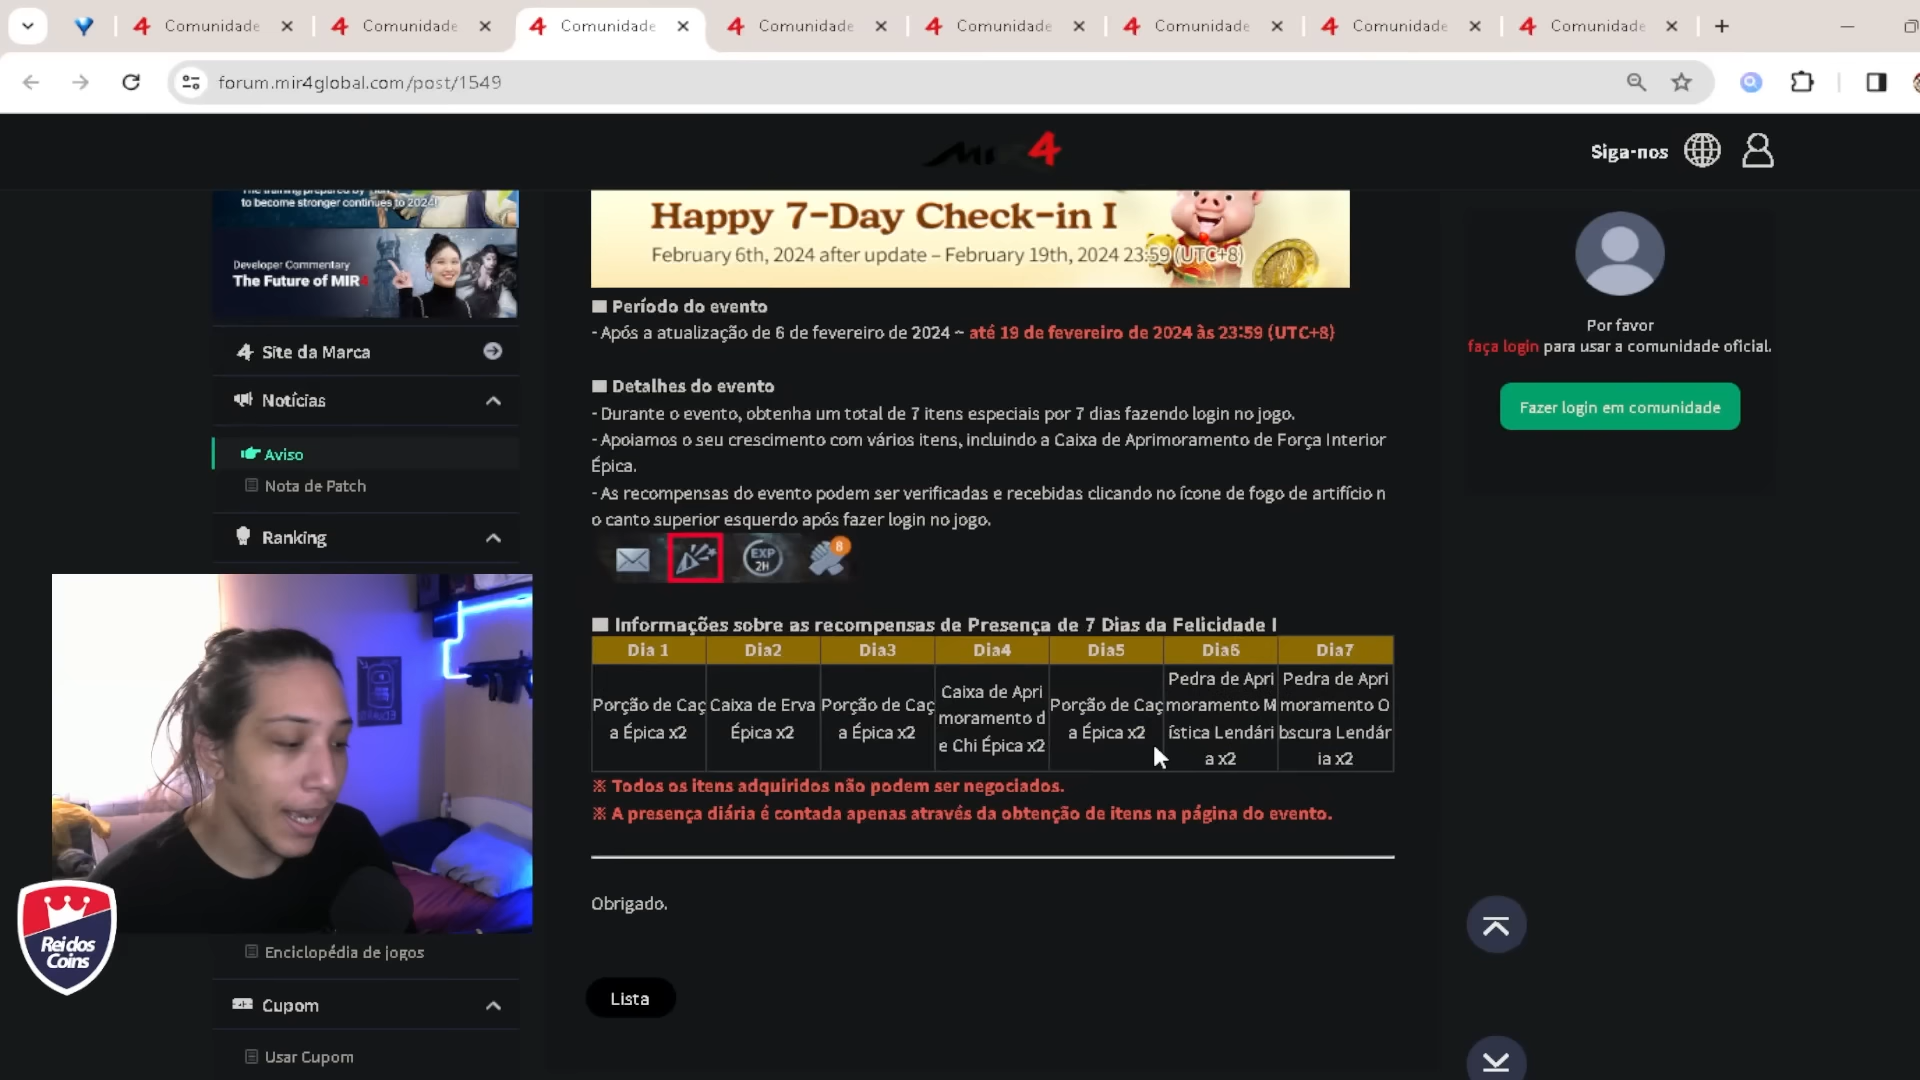 Comunidade
Comunidade
Comunidade
Comunidade
Comunidade
Comunidade
Comunidade
Comunidade
forum.mir4global.com/post/1549
MIR4
Siga-nos
The training prepared by
to become stronger continues to 2024!
Developer Commentary
The Future of MIR4
Site da Marca
Notícias
Aviso
Nota de Patch
Ranking
Enciclopédia de jogos
Cupom
Usar Cupom
Rei dos
Coins
Happy 7-Day Check-in I
February 6th, 2024 after update – February 19th, 2024 23:59 (UTC+8)
■ Período do evento
- Após a atualização de 6 de fevereiro de 2024 ~ até 19 de fevereiro de 2024 às 23:59 (UTC+8)
■ Detalhes do evento
- Durante o evento, obtenha um total de 7 itens especiais por 7 dias fazendo login no jogo.
- Apoiamos o seu crescimento com vários itens, incluindo a Caixa de Aprimoramento de Força Interior
Épica.
- As recompensas do evento podem ser verificadas e recebidas clicando no ícone de fogo de artifício n
o canto superior esquerdo após fazer login no jogo.
EXP
2H
8
■ Informações sobre as recompensas de Presença de 7 Dias da Felicidade I
Dia 1 Dia2 Dia3 Dia4 Dia5 Dia6 Dia7
Porção de Caç
a Épica x2
Caixa de Erva
Épica x2
Porção de Caç
a Épica x2
Caixa de Apri
moramento d
e Chi Épica x2
Porção de Caç
a Épica x2
Pedra de Apri
moramento M
ística Lendári
a x2
Pedra de Apri
moramento O
bscura Lendár
ia x2
※ Todos os itens adquiridos não podem ser negociados.
※ A presença diária é contada apenas através da obtenção de itens na página do evento.
Obrigado.
Lista
Por favor
faça login para usar a comunidade oficial.
Fazer login em comunidade